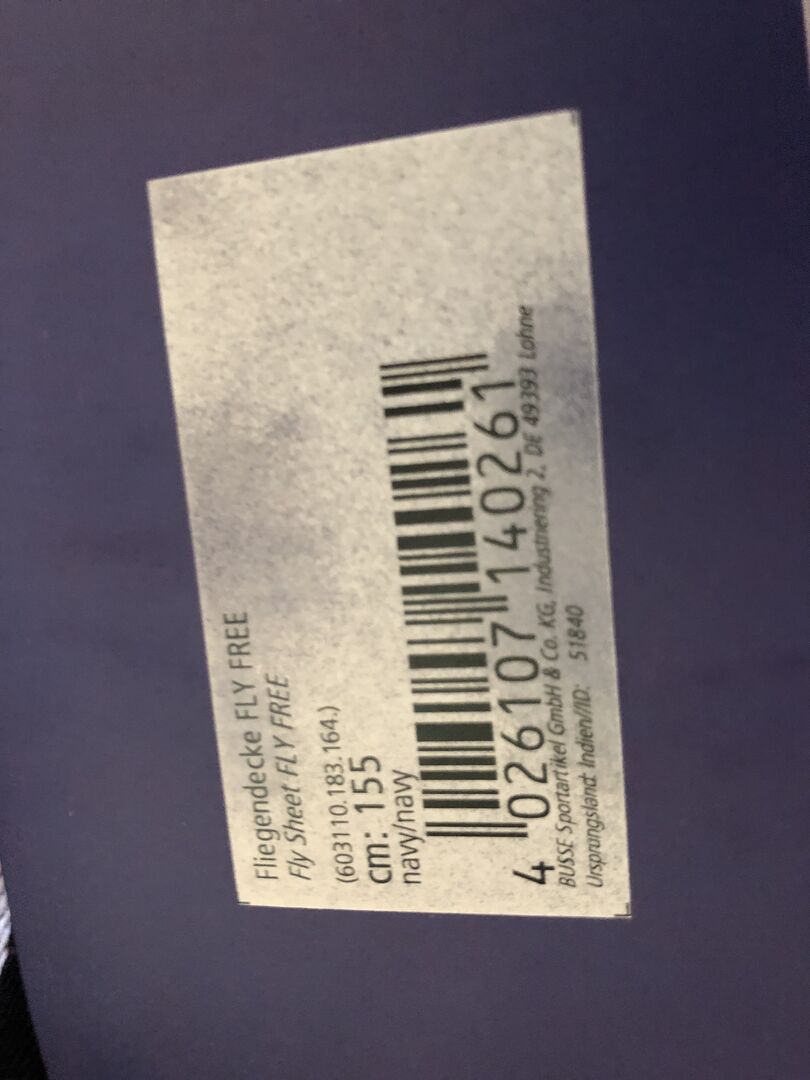 Fliegendecke FLY FREE
Fly Sheet FLY FREE
(603110.183.164.)
cm: 155
navy/navy
4 026107 140261
BUSSE Sportartikel GmbH & Co. KG, Industriering 2, DE 49393 Lohne
Ursprungsland: Indien/ID: 51840